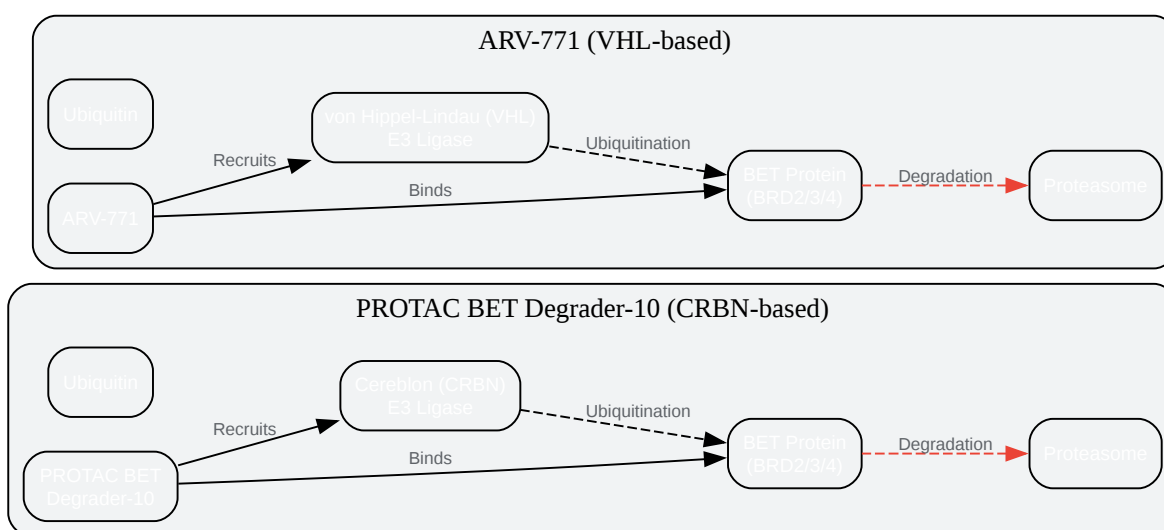 ARV-771 (VHL-based)
Ubiquitin
von Hippel-Lindau (VHL)
E3 Ligase
Ubiquitination
Recruits
BET Protein
(BRD2/3/4)
Degradation
Proteasome
Binds
ARV-771
PROTAC BET Degrader-10 (CRBN-based)
Ubiquitin
Cereblon (CRBN)
E3 Ligase
Ubiquitination
Recruits
BET Protein
(BRD2/3/4)
Degradation
Proteasome
Binds
PROTAC BET
Degrader-10